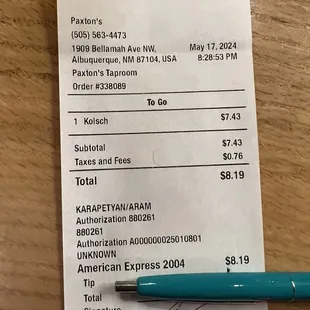 Paxton's
(505) 563-4473
1909 Bellamah Ave NW, May 17, 2024
Albuquerque, NM 87104, USA 8:28:53 PM
Paxton's Taproom
Order #338089
To Go
1 Kolsch $7.43
Subtotal $7.43
Taxes and Fees $0.76
Total $8.19
KARAPETYAN/ARAM
Authorization 880261
880261
Authorization A000000025010801
UNKNOWN
American Express 2004 $8.19
Tip
Total
Signature